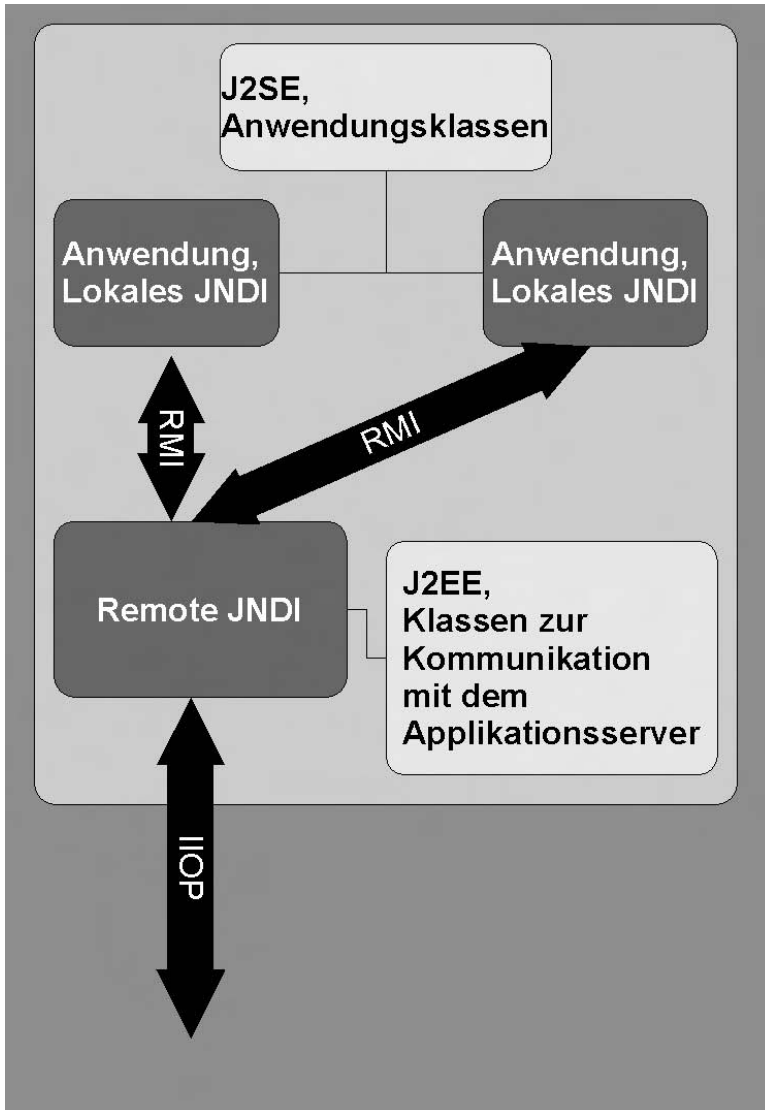 J2SE,
Anwendungsklassen
Anwendung,
Lokales JNDI
Anwendung,
Lokales JNDI
RMI
RMI
Remote JNDI
J2EE,
Klassen zur
Kommunikation
mit dem
Applikationsserver
IIOP